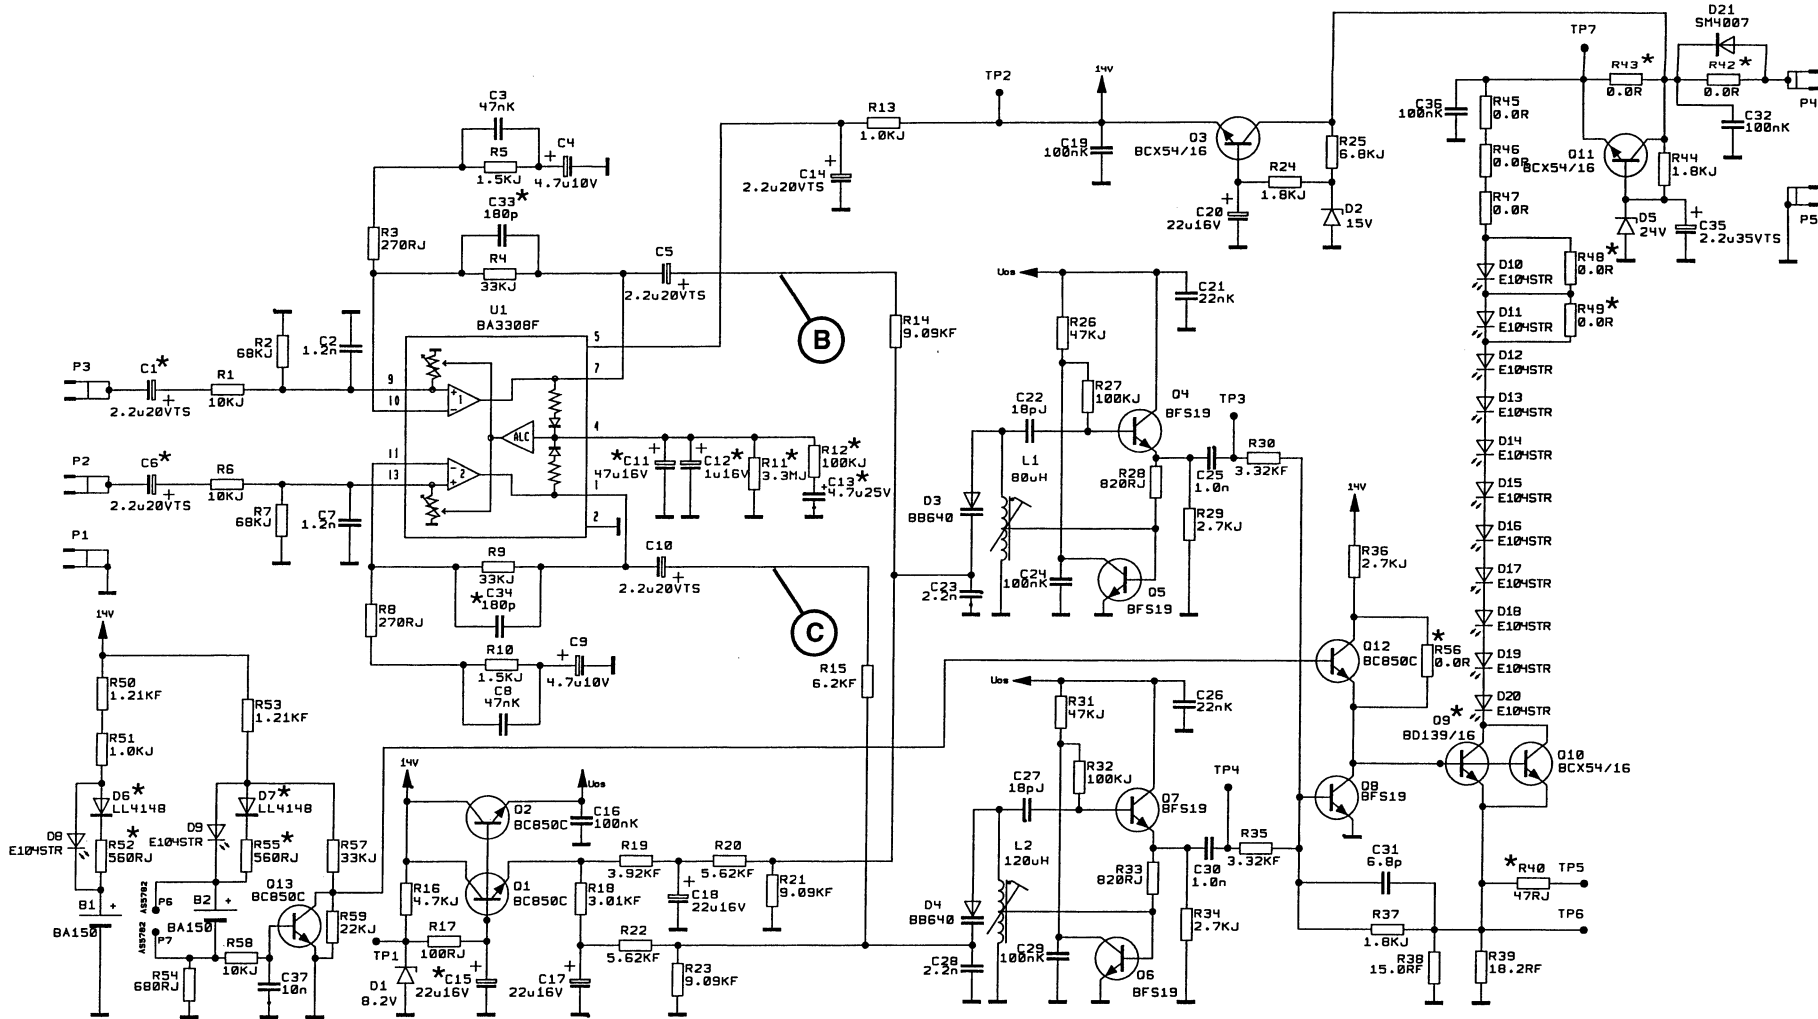 D21
SM4007
TP7
R43*
0.0R
R42*
0.0R
P4
C36
100nK
R45
0.0R
C32
100nK
R46
0.0R
Q11
BCX54/16
R44
1.8KJ
R47
0.0R
D5
24V
C35
2.2u35VTS
P5
TP2
14V
R13
1.0KJ
C19
100nK
Q3
BCX54/16
R25
6.8KJ
R24
1.8KJ
C14
2.2u20VTS
C20
22u16V
D2
15V
C3
47nK
R5
1.5KJ
C4
4.7u10V
C33*
180p
R3
270RJ
R4
33KJ
C5
2.2u20VTS
U1
BA3308F
B
R14
9.09KF
P3
C1*
2.2u20VTS
R1
10KJ
R2
68KJ
C2
1.2n
9
10
5
7
1
ALC
4
11
13
2
1
2
P2
C6*
2.2u20VTS
R6
10KJ
R7
68KJ
C7
1.2n
*C11
47u16V
C12*
1u16V
R11*
3.3MJ
R12*
100KJ
C13*
4.7u25V
P1
R9
33KJ
C10
2.2u20VTS
*C34
180p
R8
270RJ
R10
1.5KJ
C9
4.7u10V
C8
47nK
C
R15
6.2KF
Uos
C21
22nK
R26
47KJ
R27
100KJ
C22
18pJ
Q4
BFS19
TP3
R30
3.32KF
L1
80uH
R28
820RJ
C25
1.0n
D3
BB640
R29
2.7KJ
C24
100nK
C23
2.2n
Q5
BFS19
D10
E104STR
R48*
0.0R
D11
E104STR
R49*
0.0R
D12
E104STR
D13
E104STR
D14
E104STR
D15
E104STR
D16
E104STR
D17
E104STR
D18
E104STR
D19
E104STR
D20
E104STR
14V
R36
2.7KJ
Q12
BC850C
*
R56
0.0R
Q9*
BD139/16
Q10
BCX54/16
Q8
BFS19
14V
R50
1.21KF
R53
1.21KF
R51
1.0KJ
D6*
LL4148
D7*
LL4148
D8
E104STR
R52*
560RJ
D9
E104STR
R55*
560RJ
R57
33KJ
B1
BA150
AS5782
P6
AS5782
P7
B2
BA150
Q13
BC850C
R59
22KJ
R58
10KJ
R54
680RJ
C37
10n
14V
Uos
Q2
BC850C
C16
100nK
R19
3.92KF
R20
5.62KF
R16
4.7KJ
Q1
BC850C
R18
3.01KF
C18
22u16V
R21
9.09KF
R17
100RJ
TP1
R22
5.62KF
D1
8.2V
*C15
22u16V
C17
22u16V
R23
9.09KF
Uos
C26
22nK
R31
47KJ
R32
100KJ
C27
18pJ
Q7
BFS19
TP4
R35
3.32KF
L2
120uH
R33
820RJ
C30
1.0n
D4
BB640
R34
2.7KJ
C29
100nK
C28
2.2n
Q6
BFS19
C31
6.8p
*R40
47RJ
TP5
R37
1.8KJ
TP6
R38
15.0RF
R39
18.2RF